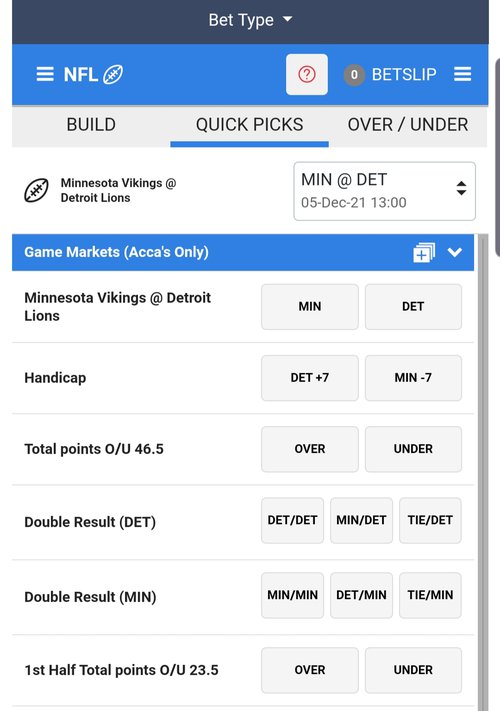 Bet Type
NFL
?
0 BETSLIP
BUILD QUICK PICKS OVER / UNDER
Minnesota Vikings @
Detroit Lions
MIN @ DET
05-Dec-21 13:00
Game Markets (Acca's Only)
Minnesota Vikings @ Detroit
Lions
MIN DET
Handicap DET +7 MIN -7
Total points O/U 46.5 OVER UNDER
Double Result (DET) DET/DET MIN/DET TIE/DET
Double Result (MIN) MIN/MIN DET/MIN TIE/MIN
1st Half Total points O/U 23.5 OVER UNDER